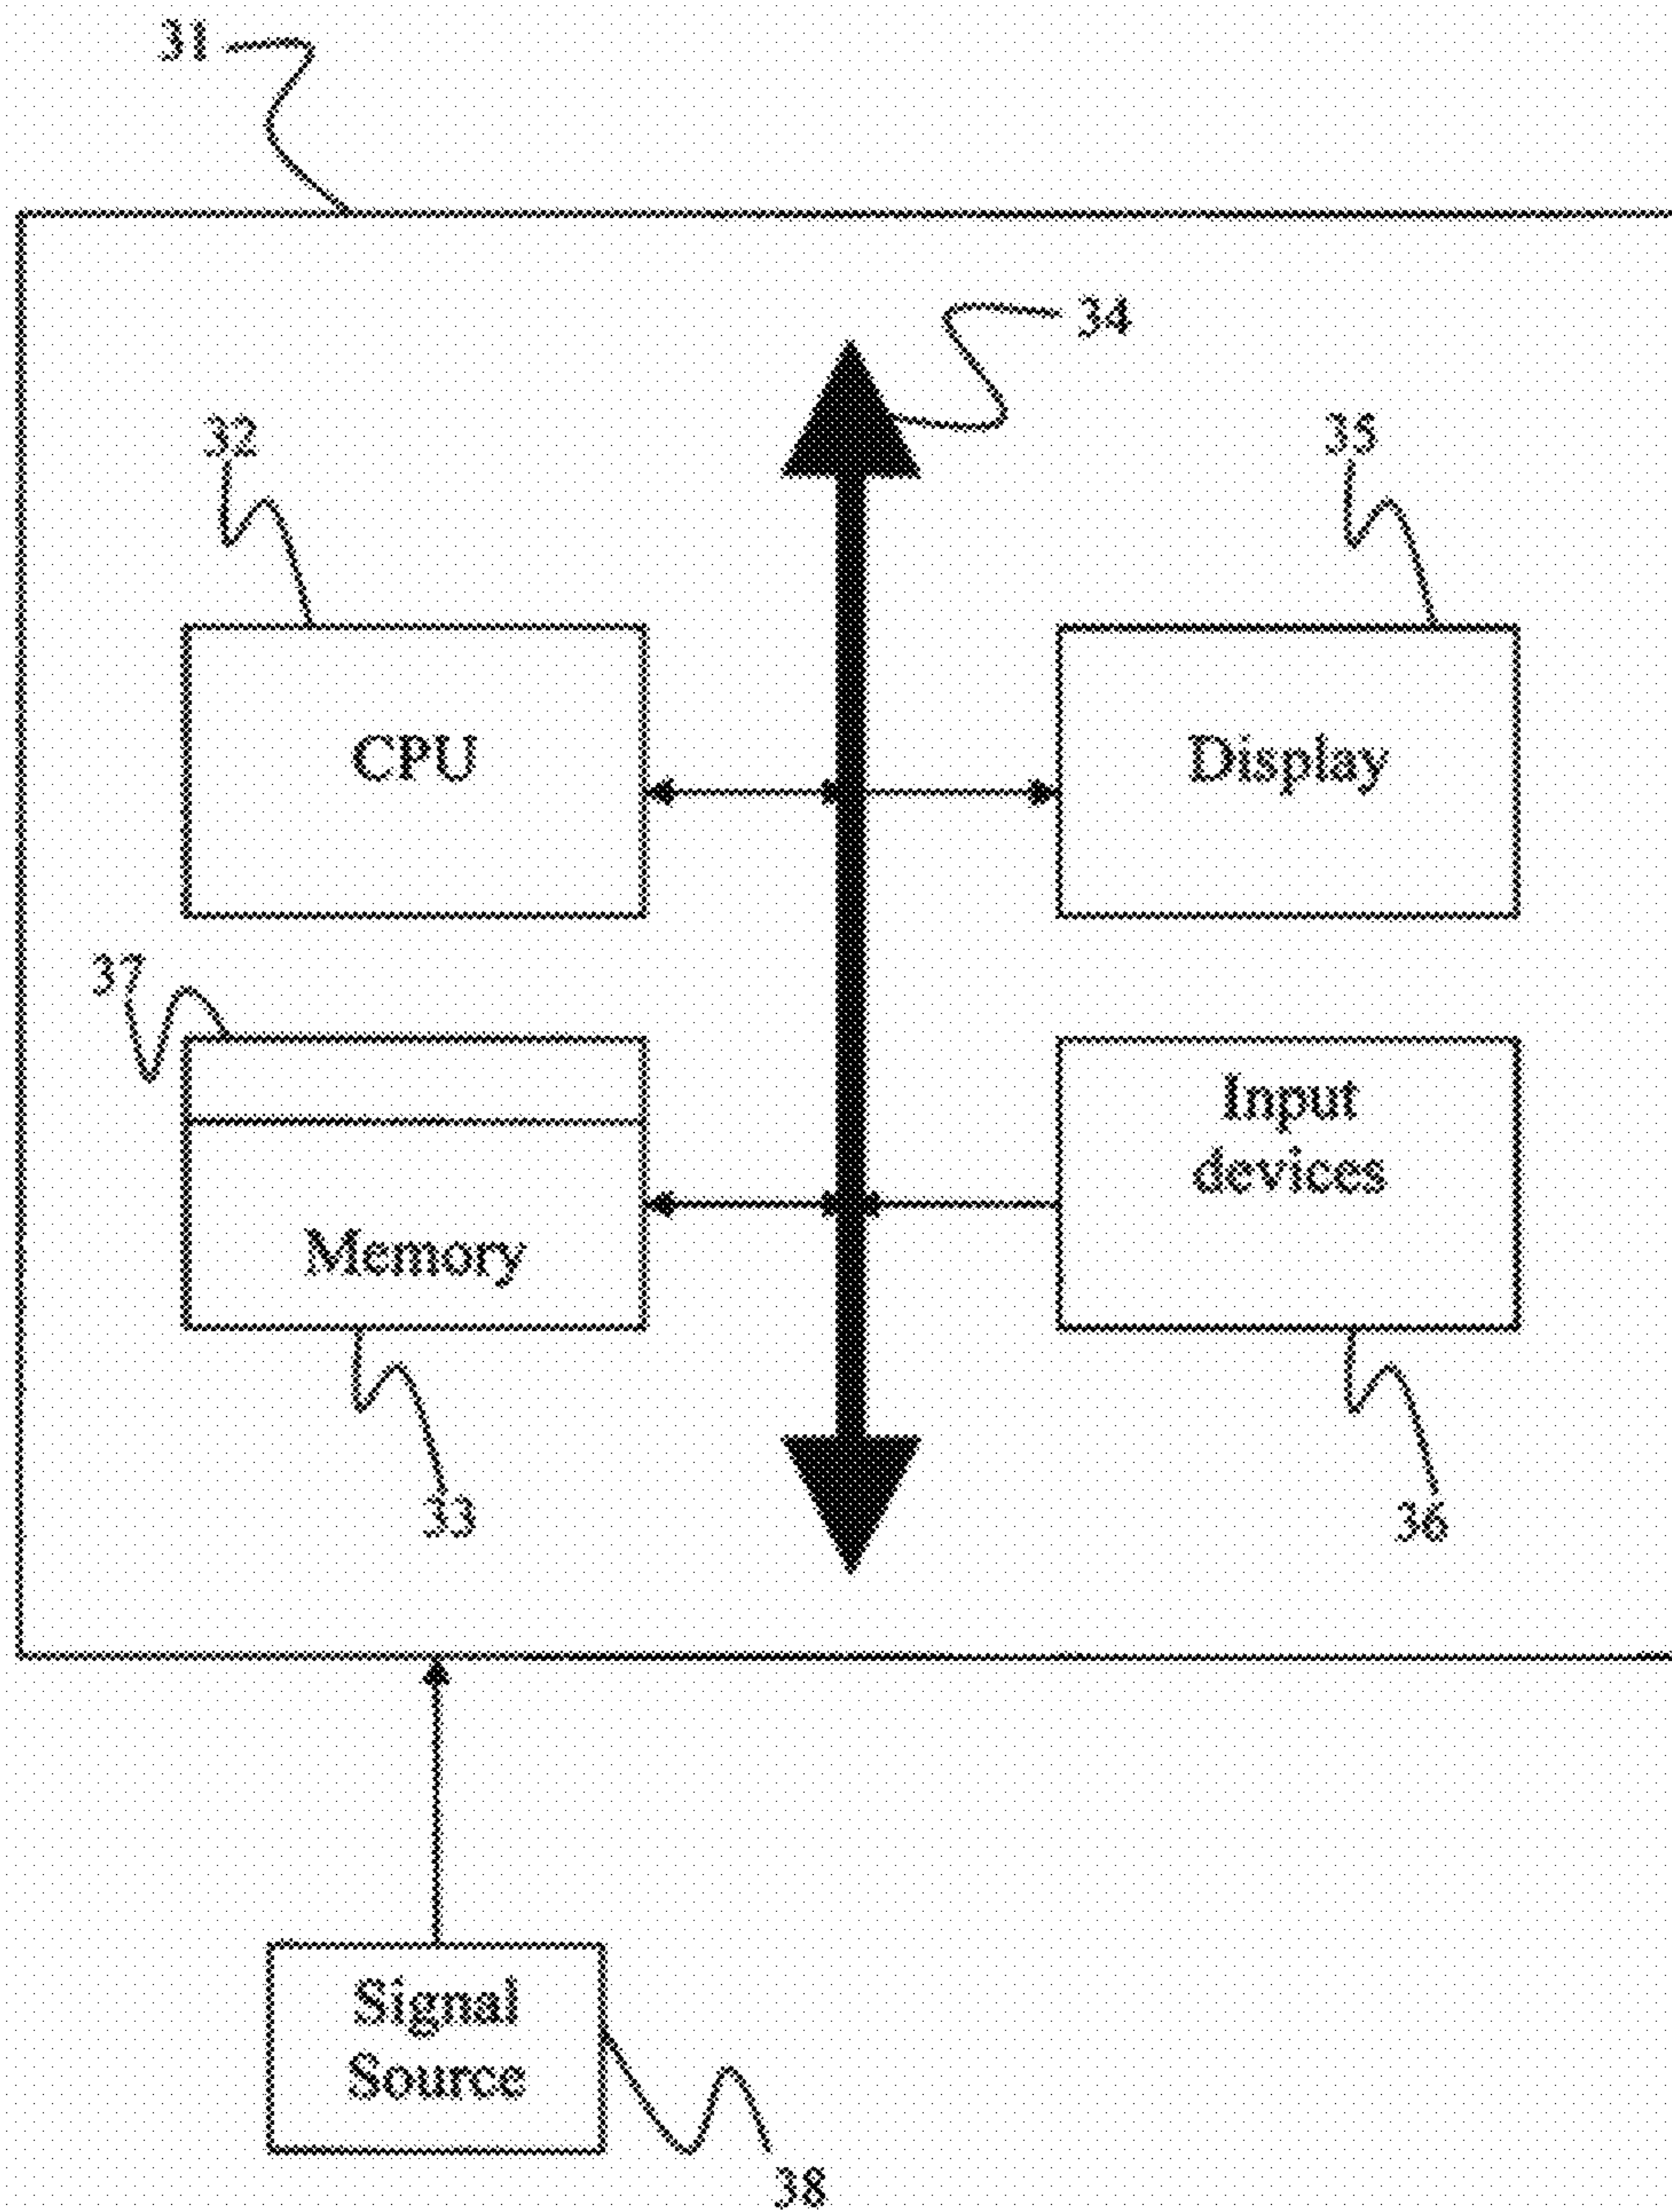 31
34
32
35
CPU
Display
37
Input
devices
Memory
33
36
Signal
Source
38